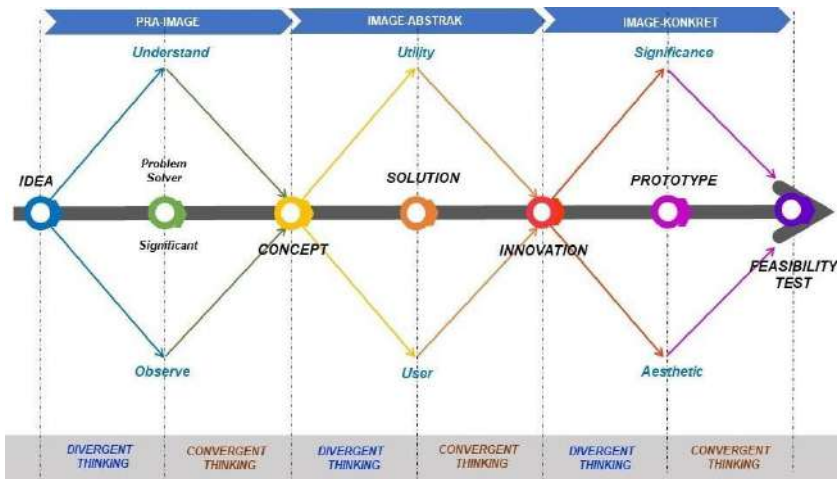 PRA-IMAGE
IMAGE-ABSTRAK
IMAGE-KONKRET
Understand
Utility
Significance
IDEA
Problem
Solver
SOLUTION
PROTOTYPE
Significant
CONCEPT
INNOVATION
FEASIBILITY
TEST
Observe
User
Aesthetic
DIVERGENT
THINKING
CONVERGENT
THINKING
DIVERGENT
THINKING
CONVERGENT
THINKING
DIVERGENT
THINKING
CONVERGENT
THINKING